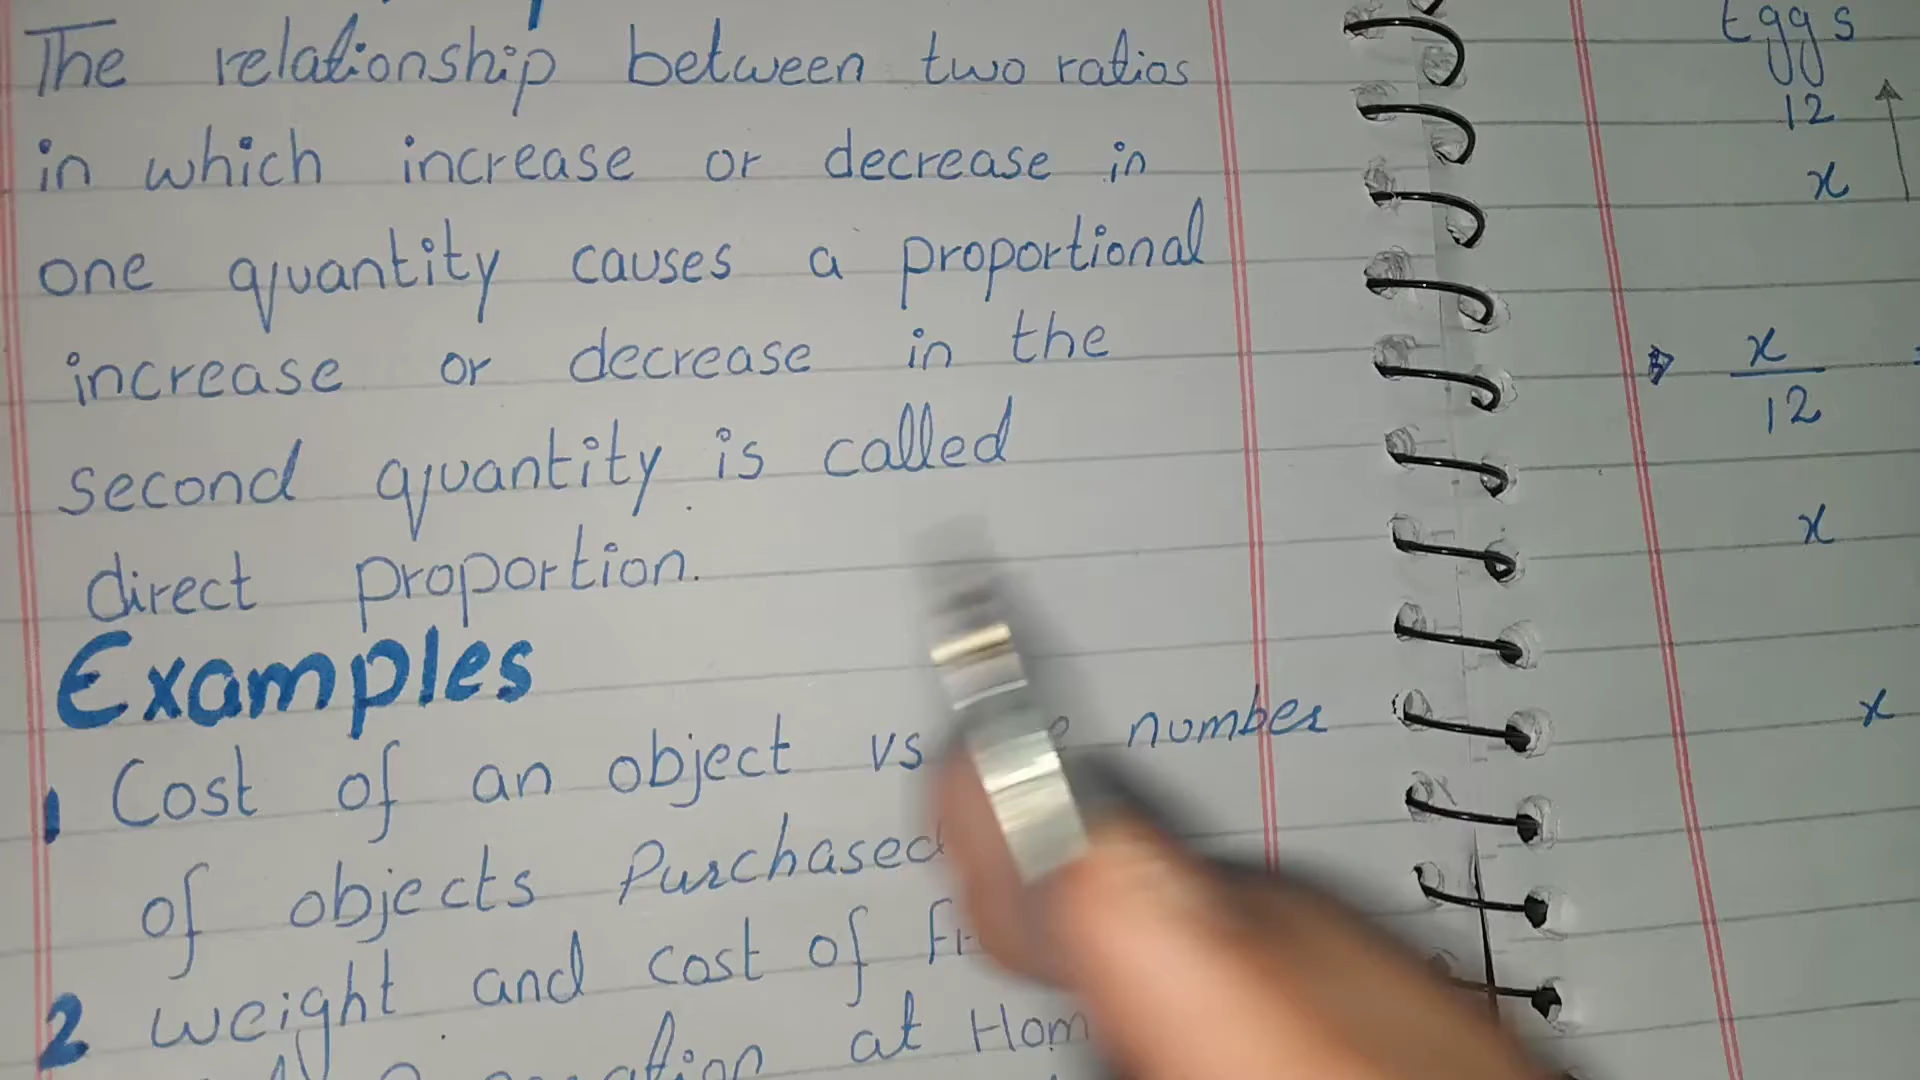 The relationship between two ratios
in which increase or decrease in
one quantity causes a proportional
increase or decrease in the
second quantity is called
direct proportion.
Examples
1 Cost of an object vs number
of objects Purchased
2 weight and cost of
at
Eggs
12
x
x
12
x
x